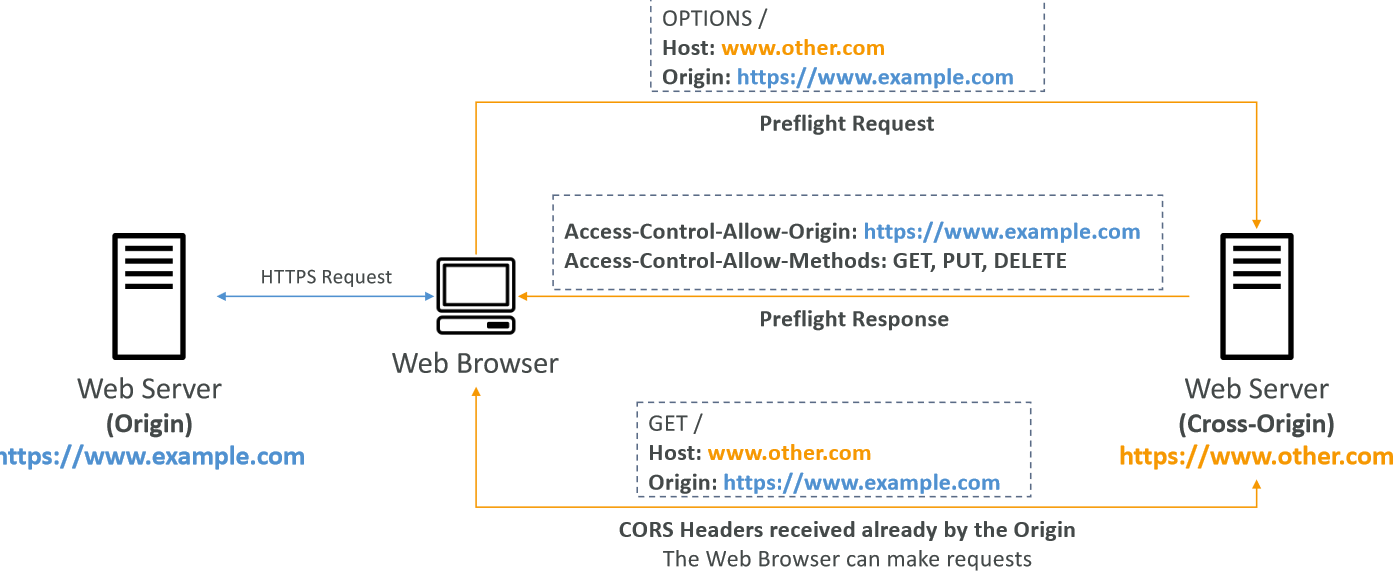 OPTIONS /
Host: www.other.com
Origin: https://www.example.com
Preflight Request
Access-Control-Allow-Origin: https://www.example.com
Access-Control-Allow-Methods: GET, PUT, DELETE
HTTPS Request
Preflight Response
Web Browser
Web Server
(Origin)
https://www.example.com
Web Server
(Cross-Origin)
https://www.other.com
GET /
Host: www.other.com
Origin: https://www.example.com
CORS Headers received already by the Origin
The Web Browser can make requests